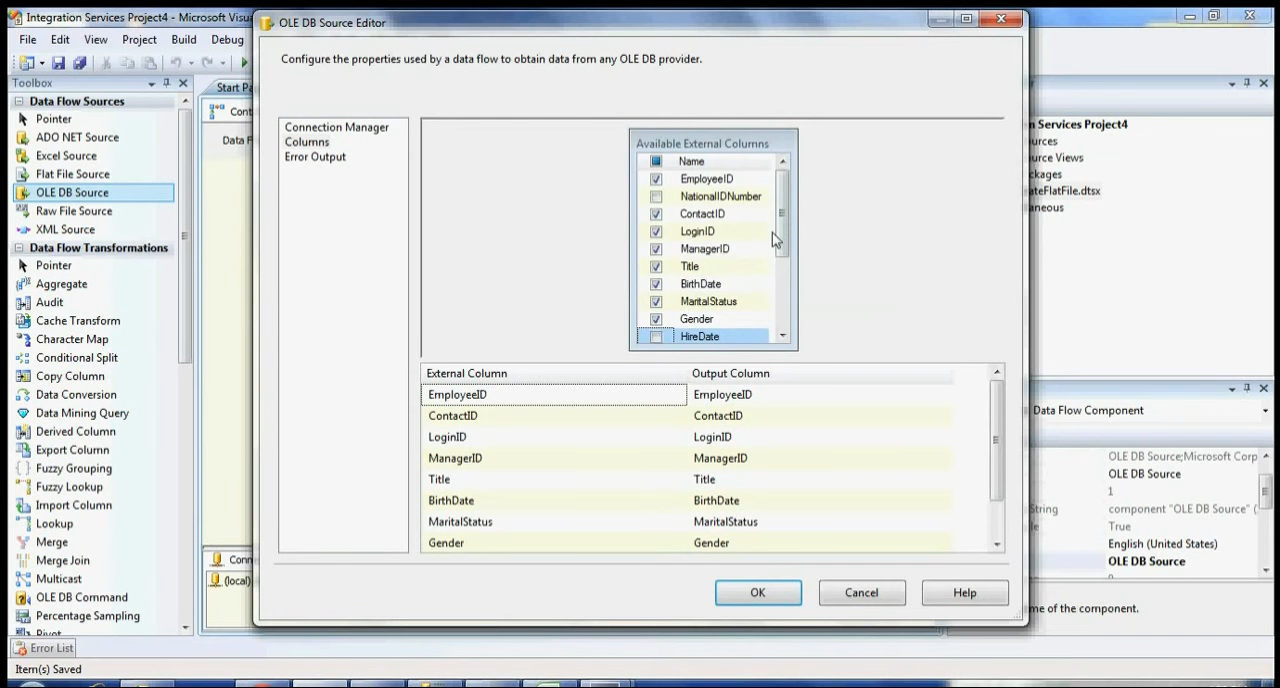 Integration Services Project4 - Microsoft Visu
File Edit View Project Build Debug
Toolbox
Data Flow Sources
Pointer
ADO NET Source
Excel Source
Flat File Source
OLE DB Source
Raw File Source
XML Source
Data Flow Transformations
Pointer
Aggregate
Audit
Cache Transform
Character Map
Conditional Split
Copy Column
Data Conversion
Data Mining Query
Derived Column
Export Column
Fuzzy Grouping
Fuzzy Lookup
Import Column
Lookup
Merge
Merge Join
Multicast
OLE DB Command
Percentage Sampling
Pivot
Error List
Item(s) Saved
Start Pa
Cont
Data F
Conn
(local)
OLE DB Source Editor
Configure the properties used by a data flow to obtain data from any OLE DB provider.
Connection Manager
Columns
Error Output
Available External Columns
Name
EmployeeID
NationalIDNumber
ContactID
LoginID
ManagerID
Title
BirthDate
MaritalStatus
Gender
HireDate
External Column Output Column
EmployeeID EmployeeID
ContactID ContactID
LoginID LoginID
ManagerID ManagerID
Title Title
BirthDate BirthDate
MaritalStatus MaritalStatus
Gender Gender
OK Cancel Help
n Services Project4
urces
urce Views
ckages
ateFlatFile.dtsx
aneous
Data Flow Component
OLE DB Source;Microsoft Corp
OLE DB Source
1
String component "OLE DB Source" (
le True
English (United States)
OLE DB Source
me of the component.